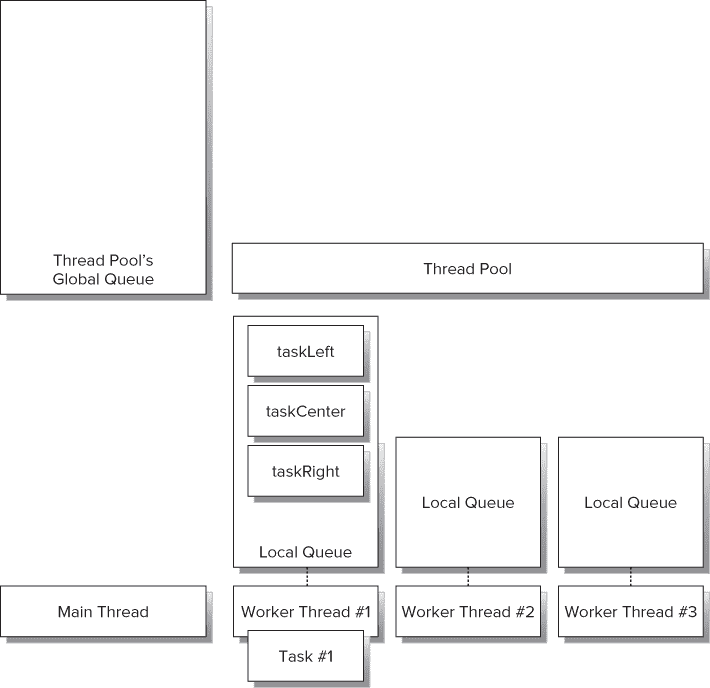 Thread Pool's
Global Queue
Thread Pool
taskLeft
taskCenter
taskRight
Local Queue
Local Queue
Local Queue
Main Thread
Worker Thread #1
Worker Thread #2
Worker Thread #3
Task #1